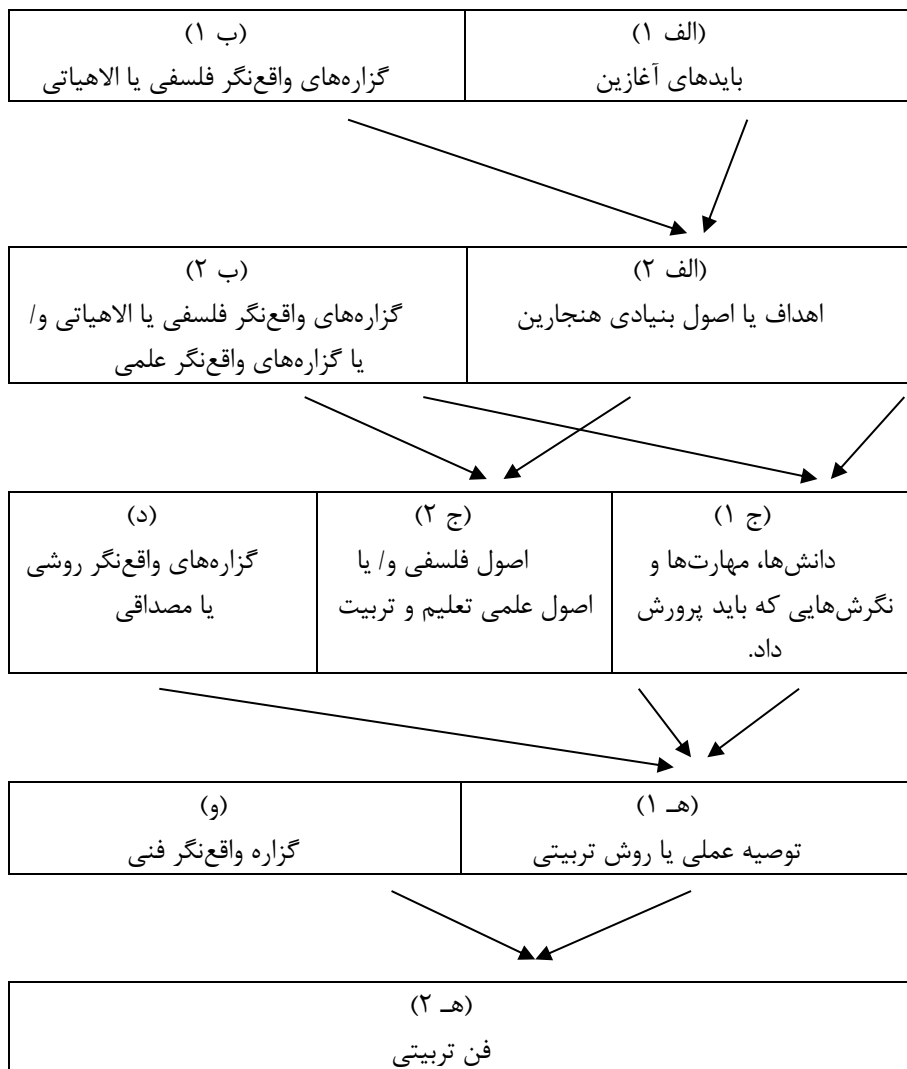 (الف ۱)
بایدهای آغازین
(ب ۱)
گزاره‌های واقع‌نگر فلسفی یا الاهیاتی
(الف ۲)
اهداف یا اصول بنیادی هنجارین
(ب ۲)
گزاره‌های واقع‌نگر فلسفی یا الاهیاتی و/
یا گزاره‌های واقع‌نگر علمی
(ج ۱)
دانش‌ها، مهارت‌ها و
نگرش‌هایی که باید پرورش
داد.
(ج ۲)
اصول فلسفی و/ یا
اصول علمی تعلیم و تربیت
(د)
گزاره‌های واقع‌نگر روشی
یا مصداقی
(هـ ۱)
توصیه عملی یا روش تربیتی
(و)
گزاره واقع‌نگر فنی
(هـ ۲)
فن تربیتی